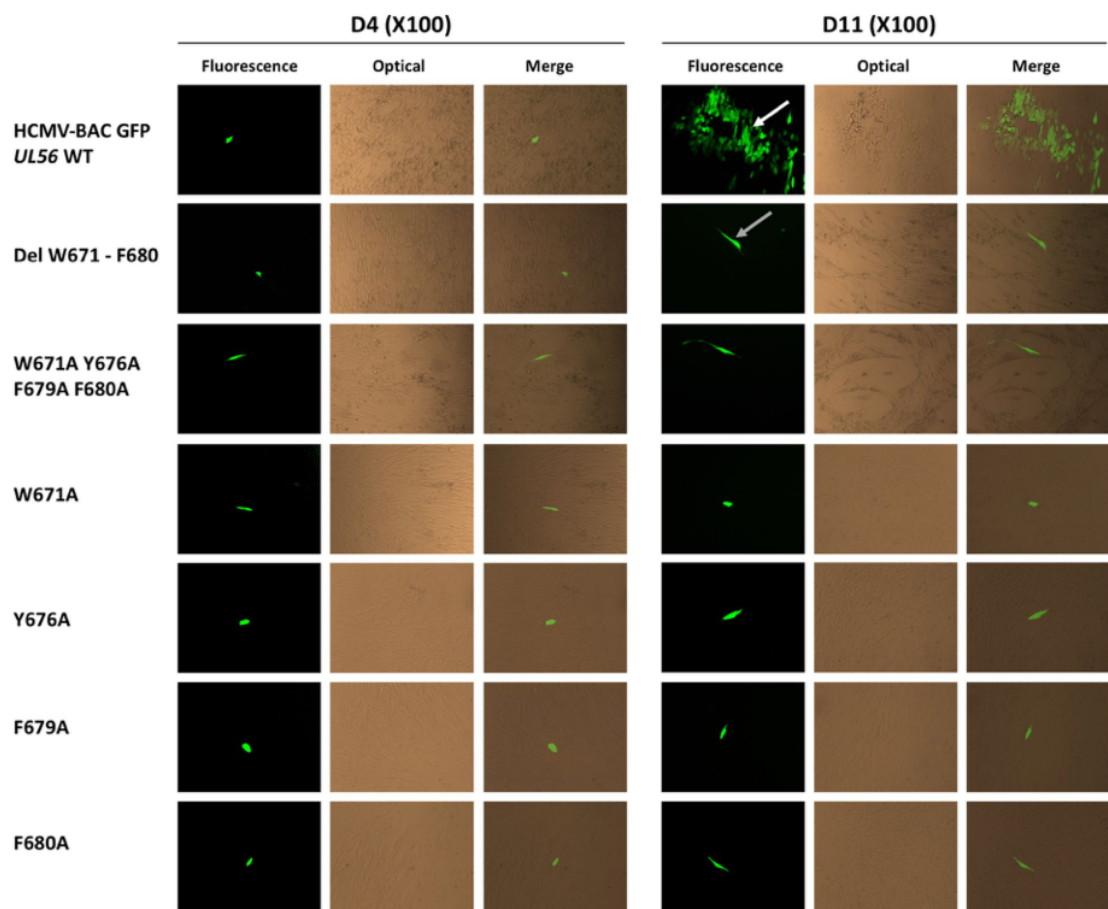 D4 (X100)
D11 (X100)
Fluorescence
Optical
Merge
Fluorescence
Optical
Merge
HCMV-BAC GFP
UL56 WT
Del W671 - F680
W671A Y676A
F679A F680A
W671A
Y676A
F679A
F680A